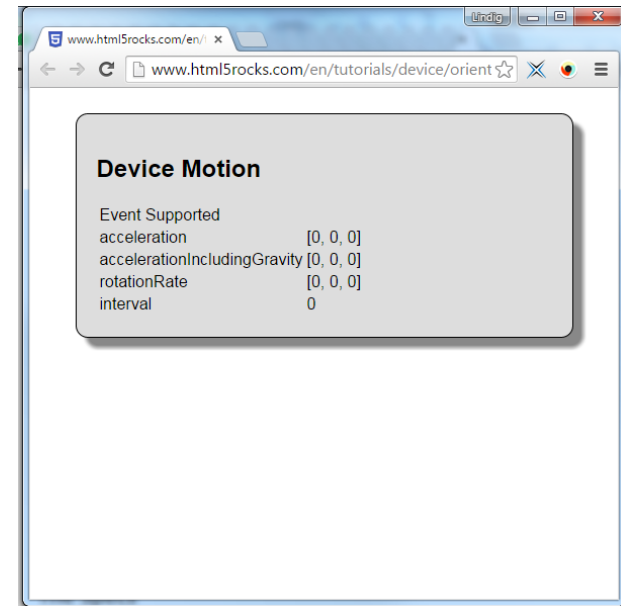 Lindig
www.html5rocks.com/en/t
www.html5rocks.com/en/tutorials/device/orient
Device Motion
Event Supported
acceleration [0, 0, 0]
accelerationIncludingGravity [0, 0, 0]
rotationRate [0, 0, 0]
interval 0